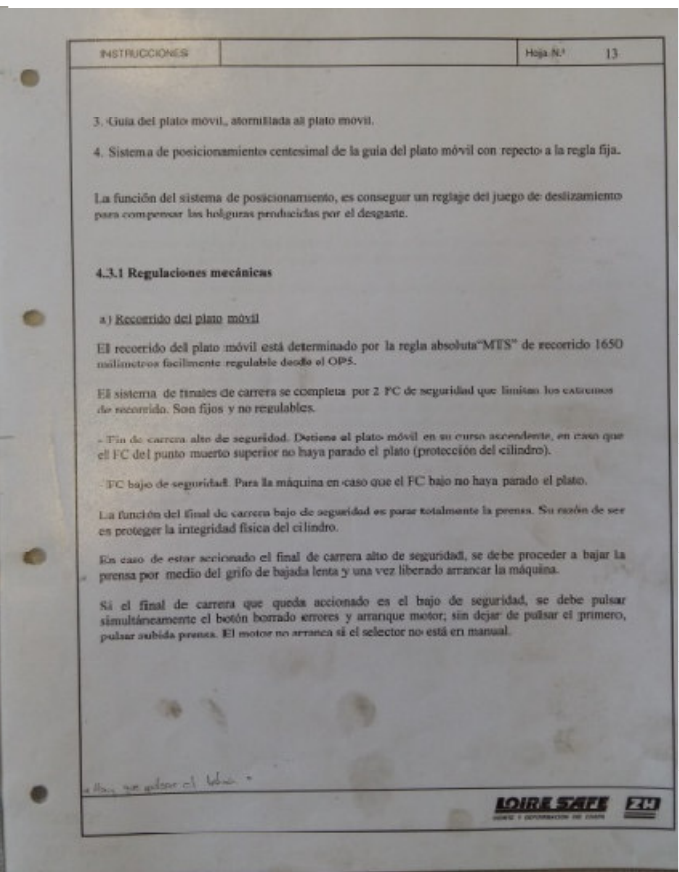 INSTRUCCIONES
Hoja N.º 13
3. Guía del plato movil, atornillada al plato movil.
4. Sistema de posicionamiento centesimal de la guía del plato móvil con repecto a la regla fija.
La función del sistema de posicionamiento, es conseguir un reglaje del juego de deslizamiento
para compensar las holguras producidas por el desgaste.
4.3.1 Regulaciones mecánicas
a) Recorrido del plato móvil
El recorrido del plato móvil está determinado por la regla absoluta"MTS" de recorrido 1650
milimetros facilmente regulable desde el OP5.
El sistema de finales de carrera se completa por 2 FC de seguridad que limitan los extremos
de recorrido. Son fijos y no regulables.
- Fin de carrera alto de seguridad. Detiene el plato móvil en su curso ascendente, en caso que
el FC del punto muerto superior no haya parado el plato (protección del cilindro).
- FC bajo de seguridad. Para la máquina en caso que el FC bajo no haya parado el plato.
La función del final de carrera bajo de seguridad es parar totalmente la prensa. Su razón de ser
es proteger la integridad física del cilindro.
En caso de estar accionado el final de carrera alto de seguridad, se debe proceder a bajar la
prensa por medio del grifo de bajada lenta y una vez liberado arrancar la máquina.
Si el final de carrera que queda accionado es el bajo de seguridad, se debe pulsar
simultáneamente el botón borrado errores y arranque motor; sin dejar de pulsar el primero,
pulsar subida prensa. El motor no arranca si el selector no está en manual.
que pulsar el
LOIRE SAFE ZH
CORTE Y DEFORMACION DE CHAPA